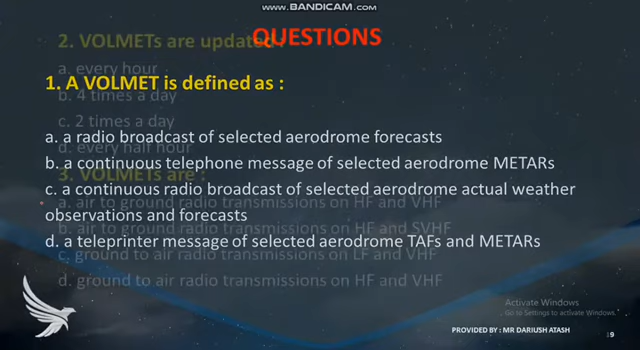 www.BANDICAM.com
QUESTIONS
2. VOLMETs are updated :
a. every hour
b. 4 times a day
c. 2 times a day
d. every half hour
3. VOLMETs are :
a. air to ground radio transmissions on HF and VHF
b. air to ground radio transmissions on HF and SVHF
c. ground to air radio transmissions on LF and VHF
d. ground to air radio transmissions on HF and VHF
1. A VOLMET is defined as :
a. a radio broadcast of selected aerodrome forecasts
b. a continuous telephone message of selected aerodrome METARs
c. a continuous radio broadcast of selected aerodrome actual weather
observations and forecasts
d. a teleprinter message of selected aerodrome TAFs and METARs
Activate Windows
Go to Settings to activate Windows.
PROVIDED BY : MR DARIUSH ATASH
9